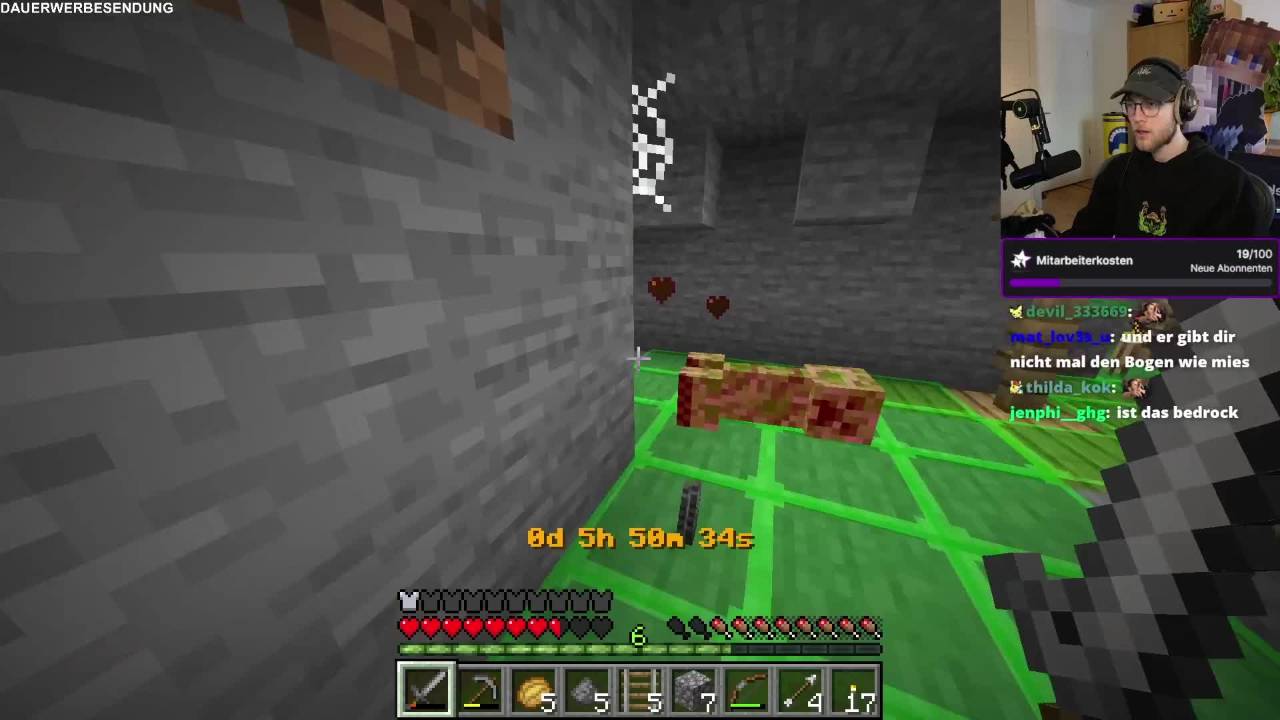 DAUERWERBESENDUNG
19/100
Mitarbeiterkosten
Neue Abonnenten
devil_333669:
mat_lov3s_u: und er gibt dir
nicht mal den Bogen wie mies
thilda_kok:
jenphi__ghg: ist das bedrock
0d 5h 50m 34s
6
5
5
5
7
4
17